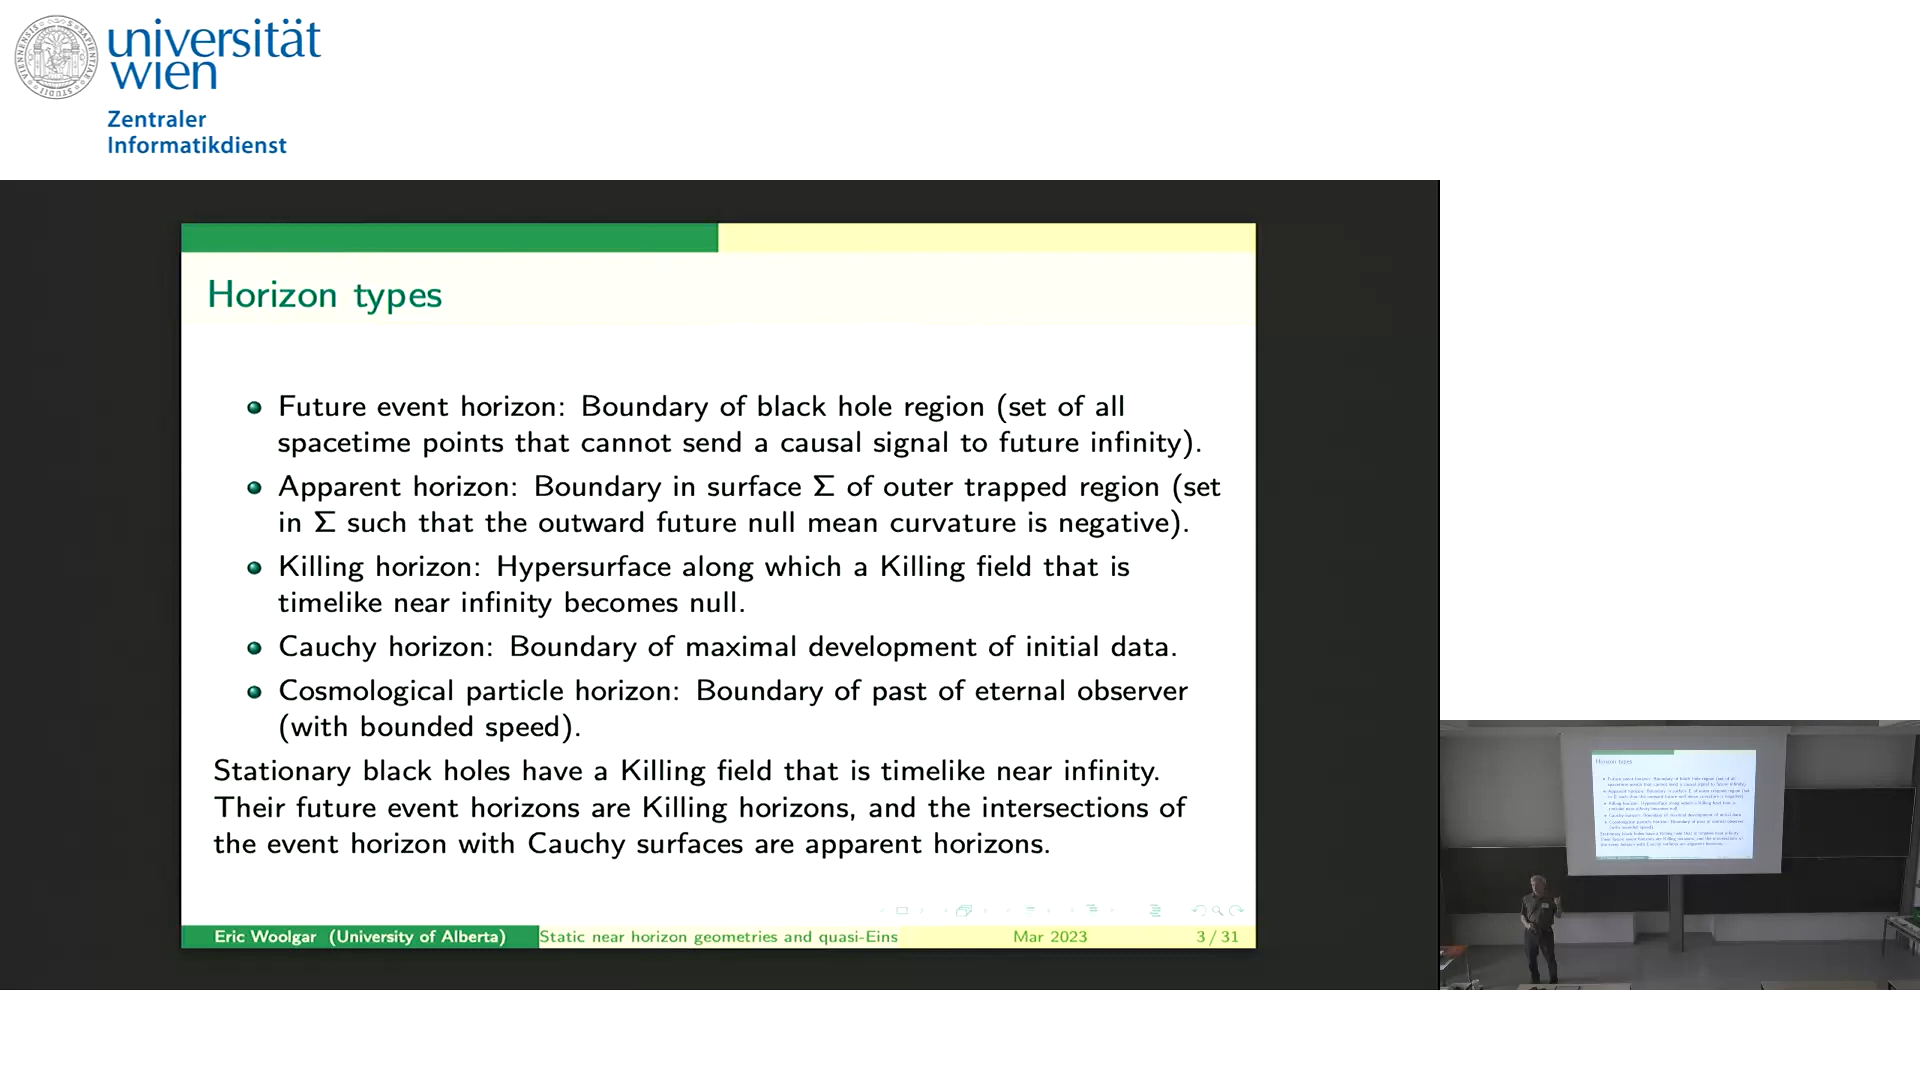 universität
wien
Zentraler
Informatikdienst
Horizon types
Future event horizon: Boundary of black hole region (set of all
spacetime points that cannot send a causal signal to future infinity).
Apparent horizon: Boundary in surface Σ of outer trapped region (set
in Σ such that the outward future null mean curvature is negative).
Killing horizon: Hypersurface along which a Killing field that is
timelike near infinity becomes null.
Cauchy horizon: Boundary of maximal development of initial data.
Cosmological particle horizon: Boundary of past of eternal observer
(with bounded speed).
Stationary black holes have a Killing field that is timelike near infinity.
Their future event horizons are Killing horizons, and the intersections of
the event horizon with Cauchy surfaces are apparent horizons.
Eric Woolgar (University of Alberta) Static near horizon geometries and quasi-Eins Mar 2023 3 / 31